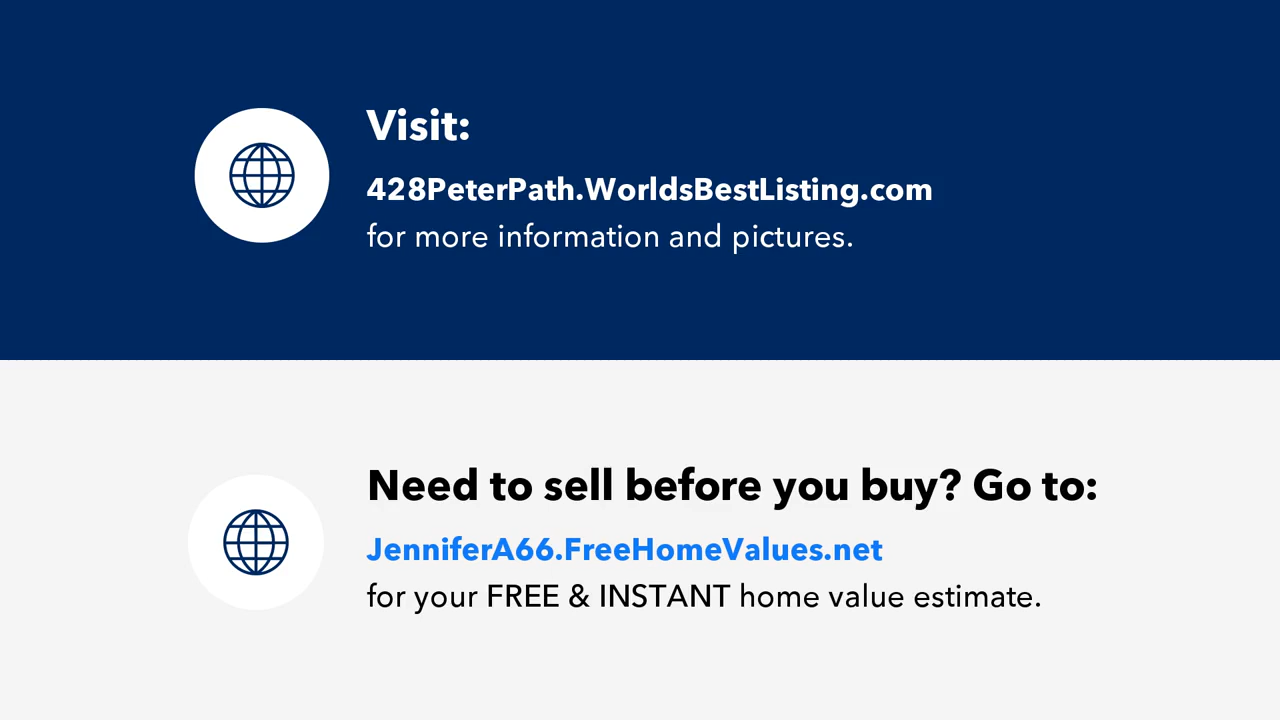 Visit:
428PeterPath.WorldsBestListing.com
for more information and pictures.
Need to sell before you buy? Go to:
JenniferA66.FreeHomeValues.net
for your FREE & INSTANT home value estimate.